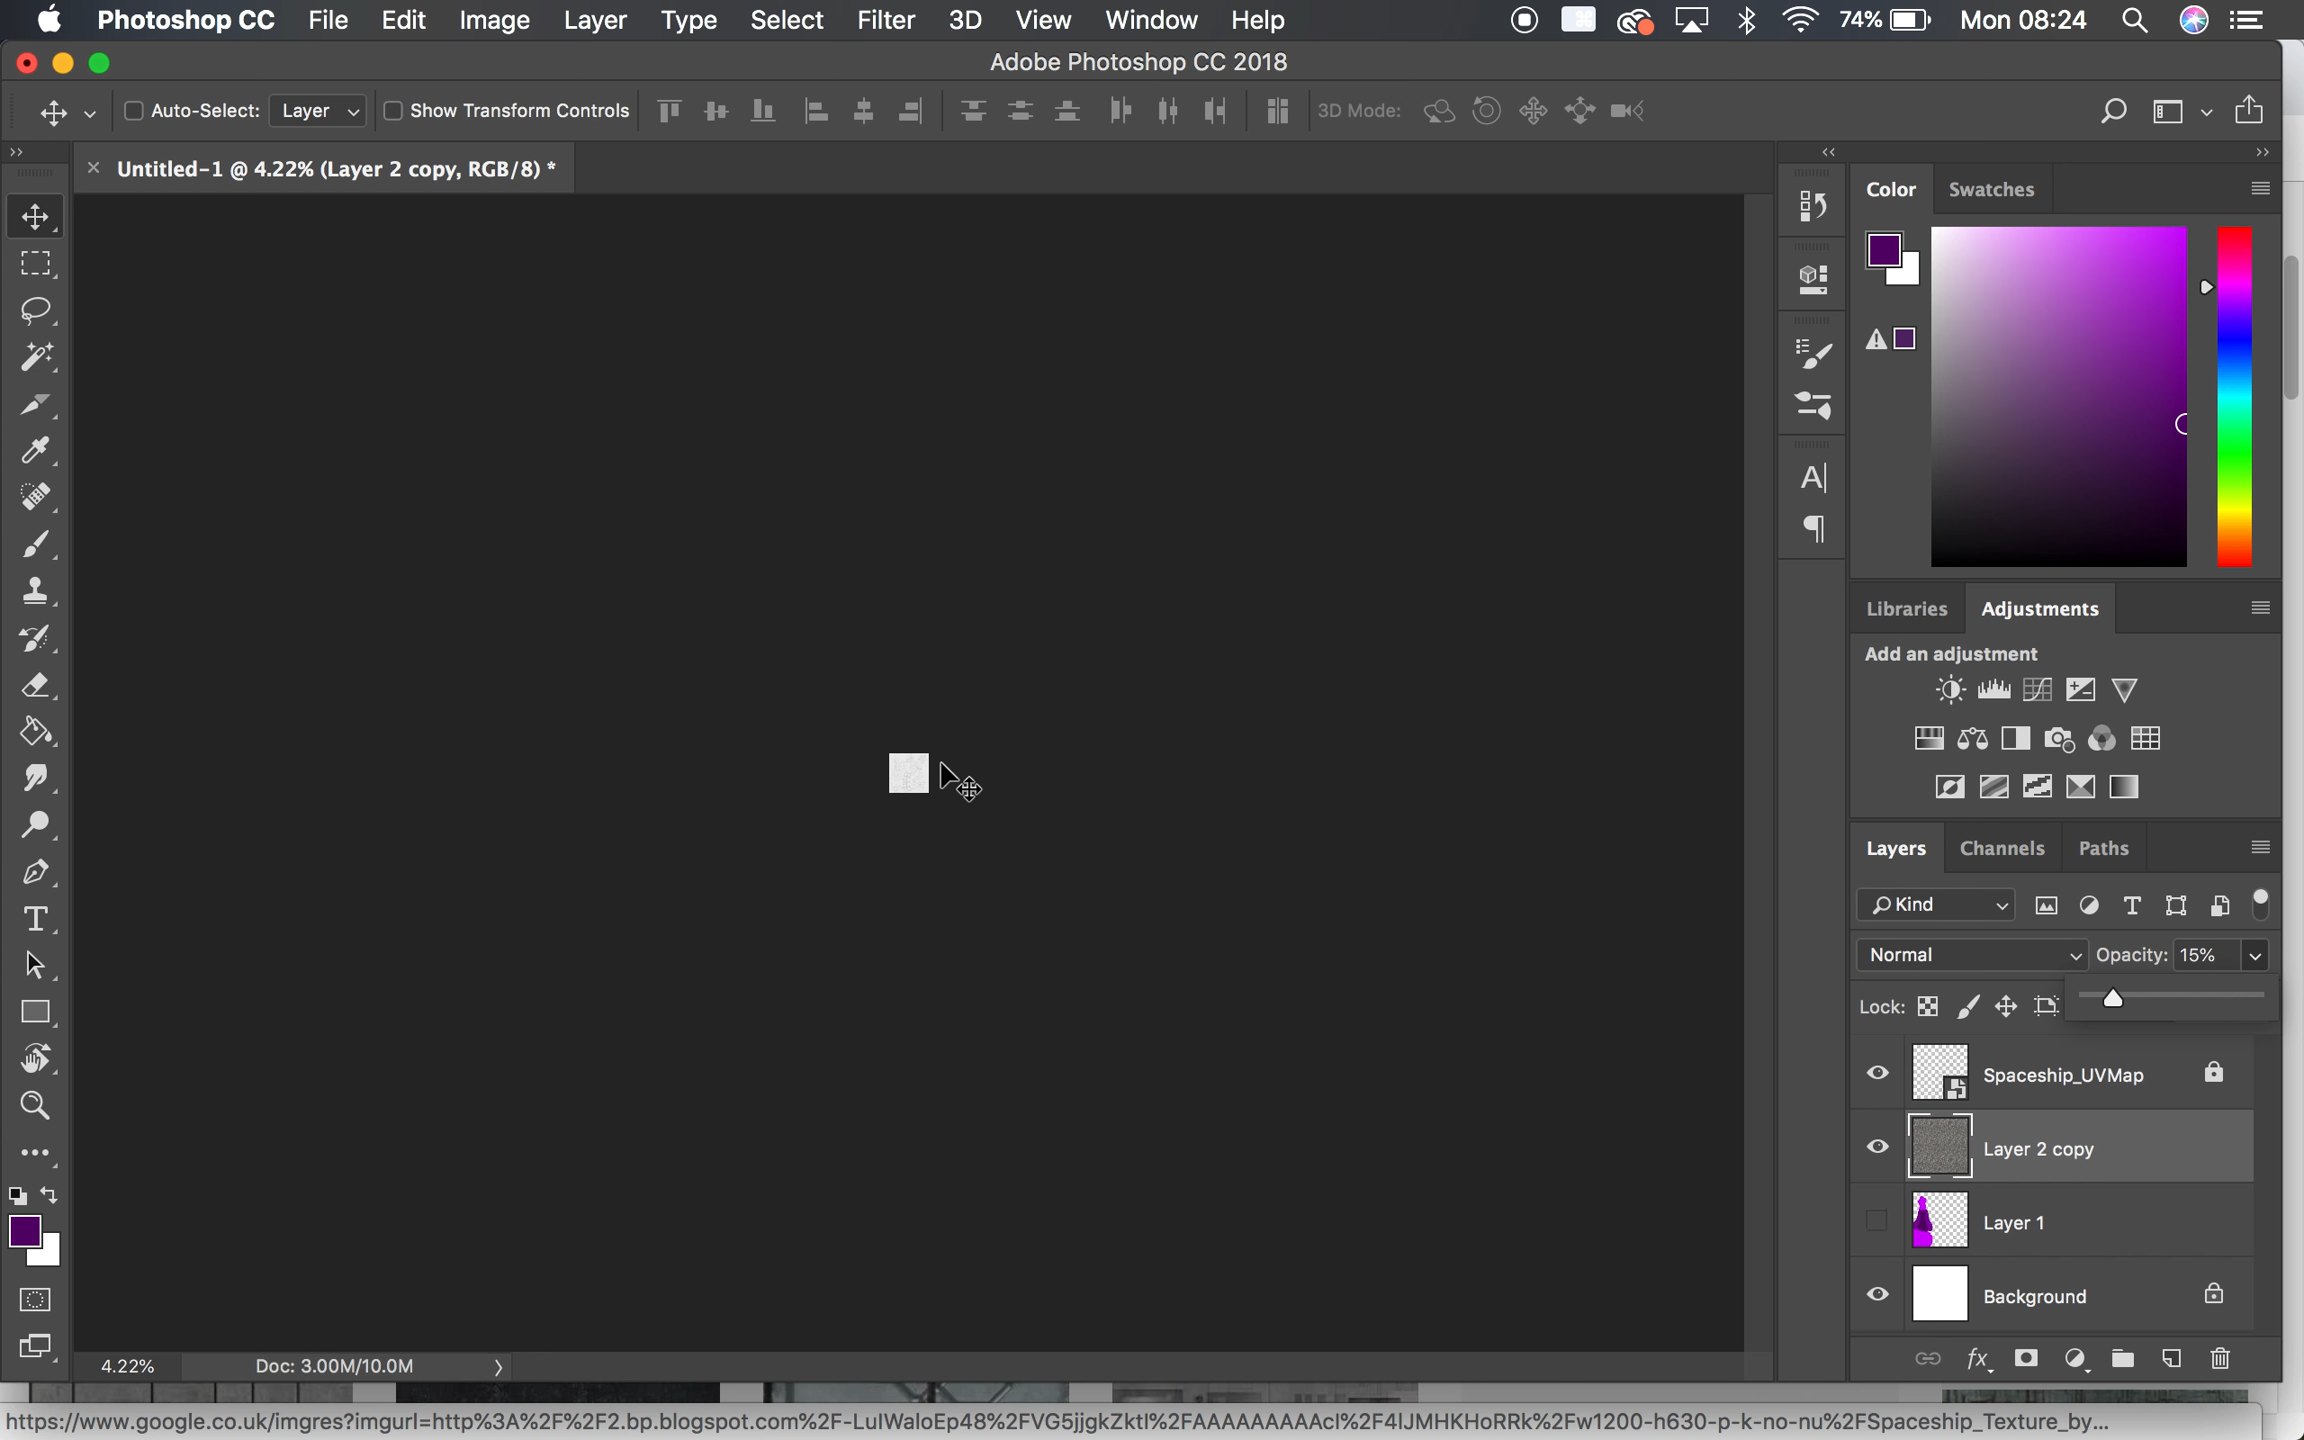 Photoshop CC File Edit Image Layer Type Select Filter 3D View Window Help 74% Mon 08:24
Adobe Photoshop CC 2018
Auto-Select: Layer Show Transform Controls 3D Mode:
Untitled-1 @ 4.22% (Layer 2 copy, RGB/8) *
Color Swatches
Libraries Adjustments
Add an adjustment
Layers Channels Paths
Kind
Normal Opacity: 15%
Lock:
Spaceship_UVMap
Layer 2 copy
Layer 1
Background
4.22% Doc: 3.00M/10.0M
https://www.google.co.uk/imgres?imgurl=http%3A%2F%2F2.bp.blogspot.com%2F-LuIWaloEp48%2FVG5jjgkZktI%2FAAAAAAAAAcI%2F4IJMHKHoRRk%2Fw1200-h630-p-k-no-nu%2FSpaceship_Texture_by...